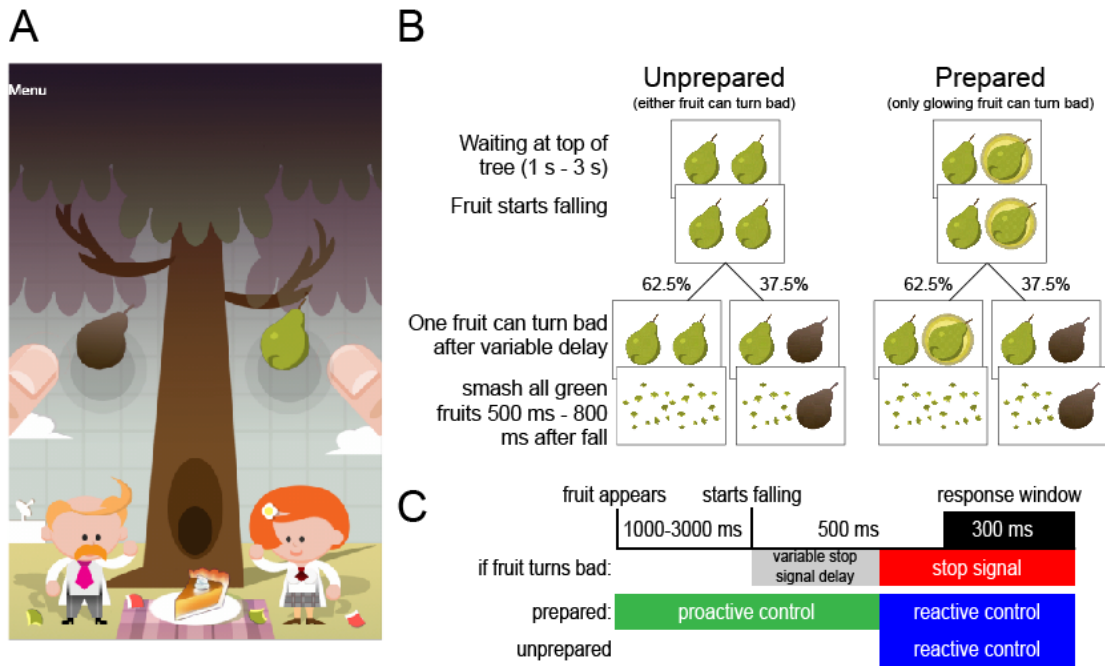 A
Menu
B
Unprepared
(either fruit can turn bad)
Prepared
(only glowing fruit can turn bad)
Waiting at top of
tree (1 s - 3 s)
Fruit starts falling
62.5%
37.5%
62.5%
37.5%
One fruit can turn bad
after variable delay
smash all green
fruits 500 ms - 800
ms after fall
C
fruit appears
starts falling
response window
1000-3000 ms
500 ms
300 ms
if fruit turns bad:
variable stop
signal delay
stop signal
prepared:
proactive control
reactive control
unprepared
reactive control